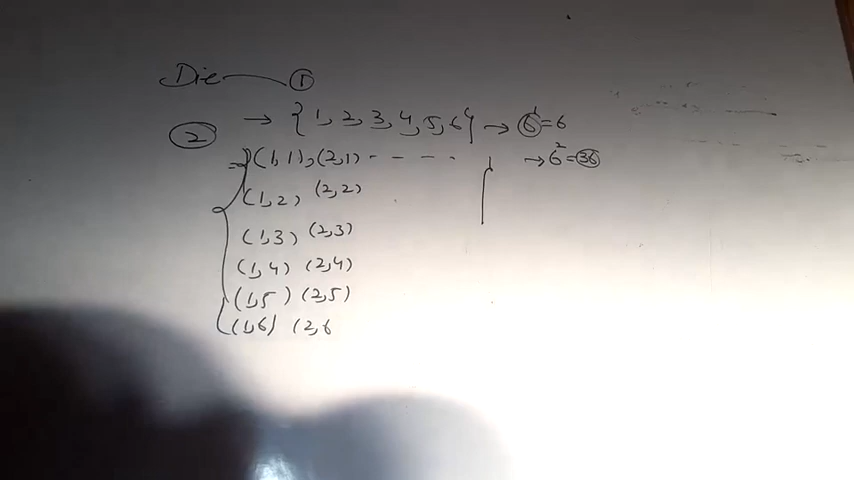 Die — ①
→ {1, 2, 3, 4, 5, 6} → 6¹ = 6
②
= {(1,1), (2,1) - - - - → 6² = 36
(1,2) (2,2)
(1,3) (2,3)
(1,4) (2,4)
(1,5) (2,5)
(1,6) (2,6